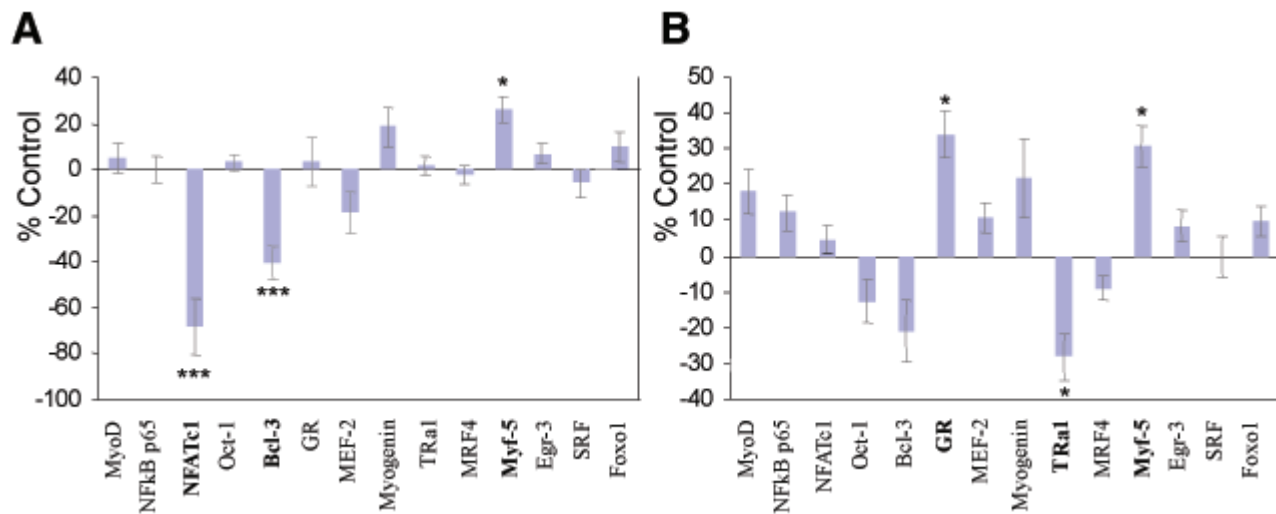 A
% Control
40
20
0
-20
-40
-60
-80
-100
*
***
***
MyoD
NFkB p65
NFATc1
Oct-1
Bcl-3
GR
MEF-2
Myogenin
TRa1
MRF4
Myf-5
Egr-3
SRF
Foxo1
B
% Control
50
40
30
20
10
0
-10
-20
-30
-40
*
*
*
MyoD
NFkB p65
NFATc1
Oct-1
Bcl-3
GR
MEF-2
Myogenin
TRa1
MRF4
Myf-5
Egr-3
SRF
Foxo1